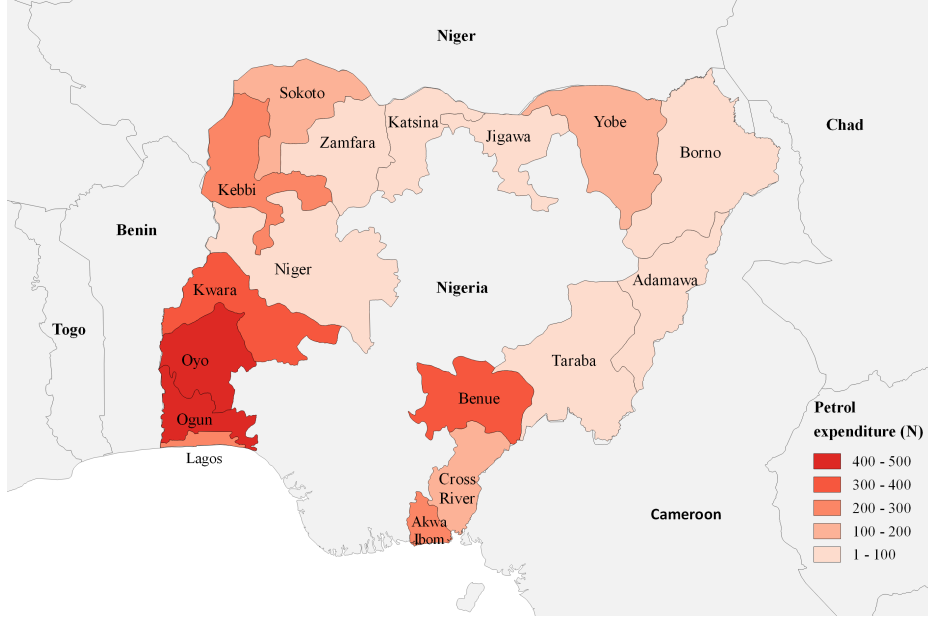 Niger
Sokoto
Katsina
Jigawa
Yobe
Chad
Zamfara
Borno
Kebbi
Benin
Niger
Nigeria
Adamawa
Kwara
Togo
Oyo
Taraba
Benue
Ogun
Lagos
Cross
River
Akwa
Ibom
Cameroon
Petrol
expenditure (N)
400 - 500
300 - 400
200 - 300
100 - 200
1 - 100